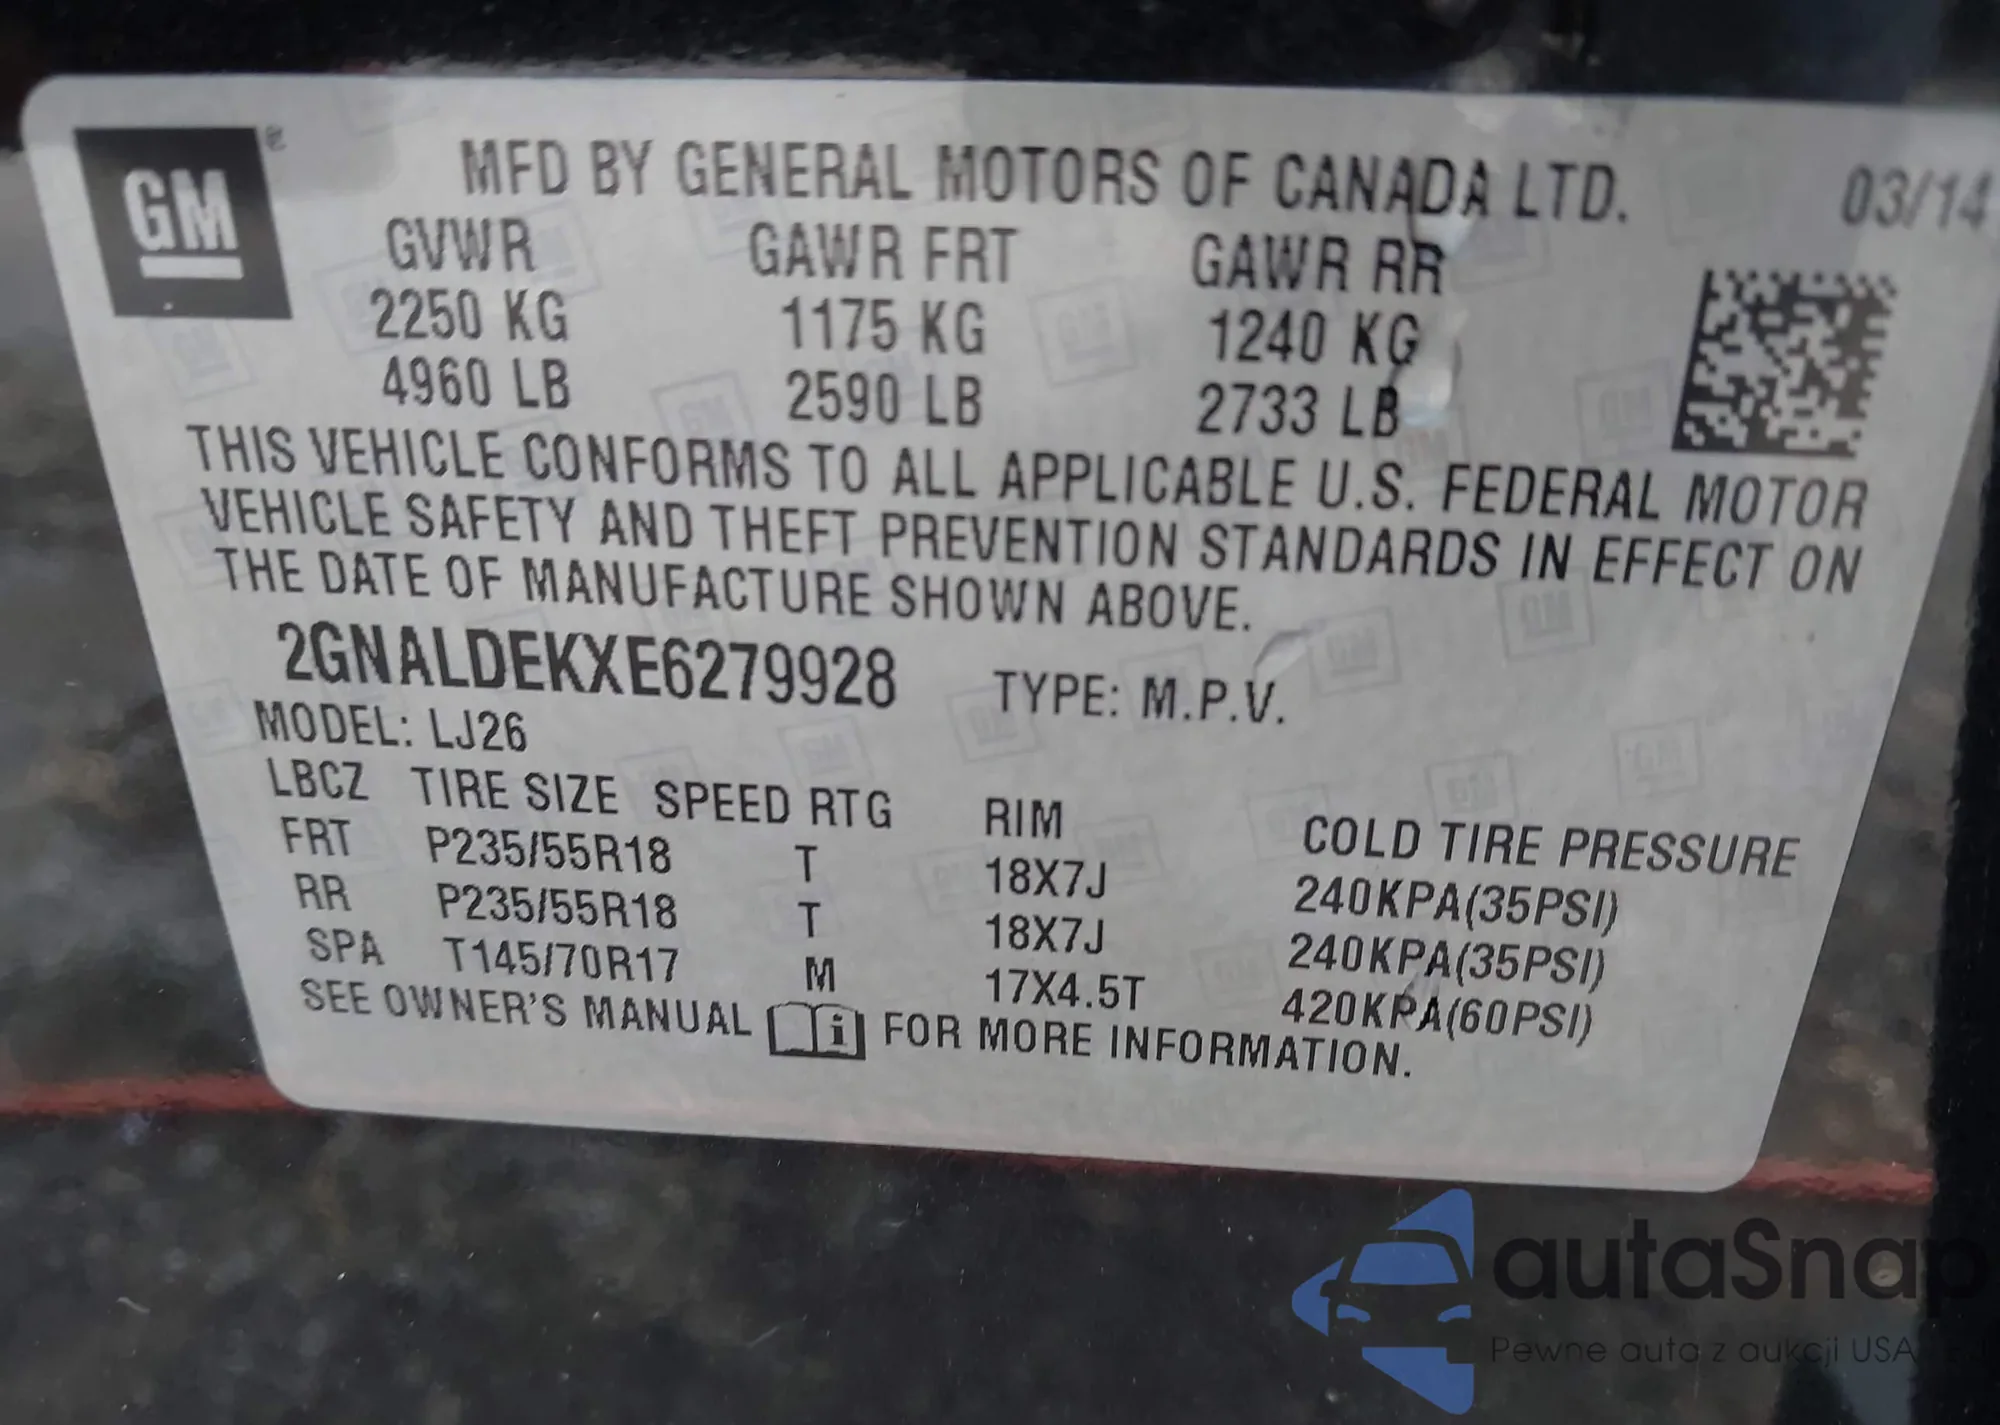 GM ®
MFD BY GENERAL MOTORS OF CANADA LTD. 03/14
GVWR GAWR FRT GAWR RR
2250 KG 1175 KG 1240 KG
4960 LB 2590 LB 2733 LB
THIS VEHICLE CONFORMS TO ALL APPLICABLE U.S. FEDERAL MOTOR
VEHICLE SAFETY AND THEFT PREVENTION STANDARDS IN EFFECT ON
THE DATE OF MANUFACTURE SHOWN ABOVE.
2GNALDEKXE6279928 TYPE: M.P.V.
MODEL: LJ26
LBCZ TIRE SIZE SPEED RTG RIM COLD TIRE PRESSURE
FRT P235/55R18 T 18X7J 240KPA(35PSI)
RR P235/55R18 T 18X7J 240KPA(35PSI)
SPA T145/70R17 M 17X4.5T 420KPA(60PSI)
SEE OWNER'S MANUAL i FOR MORE INFORMATION.
autaSnap
Pewne auta z aukcji USA